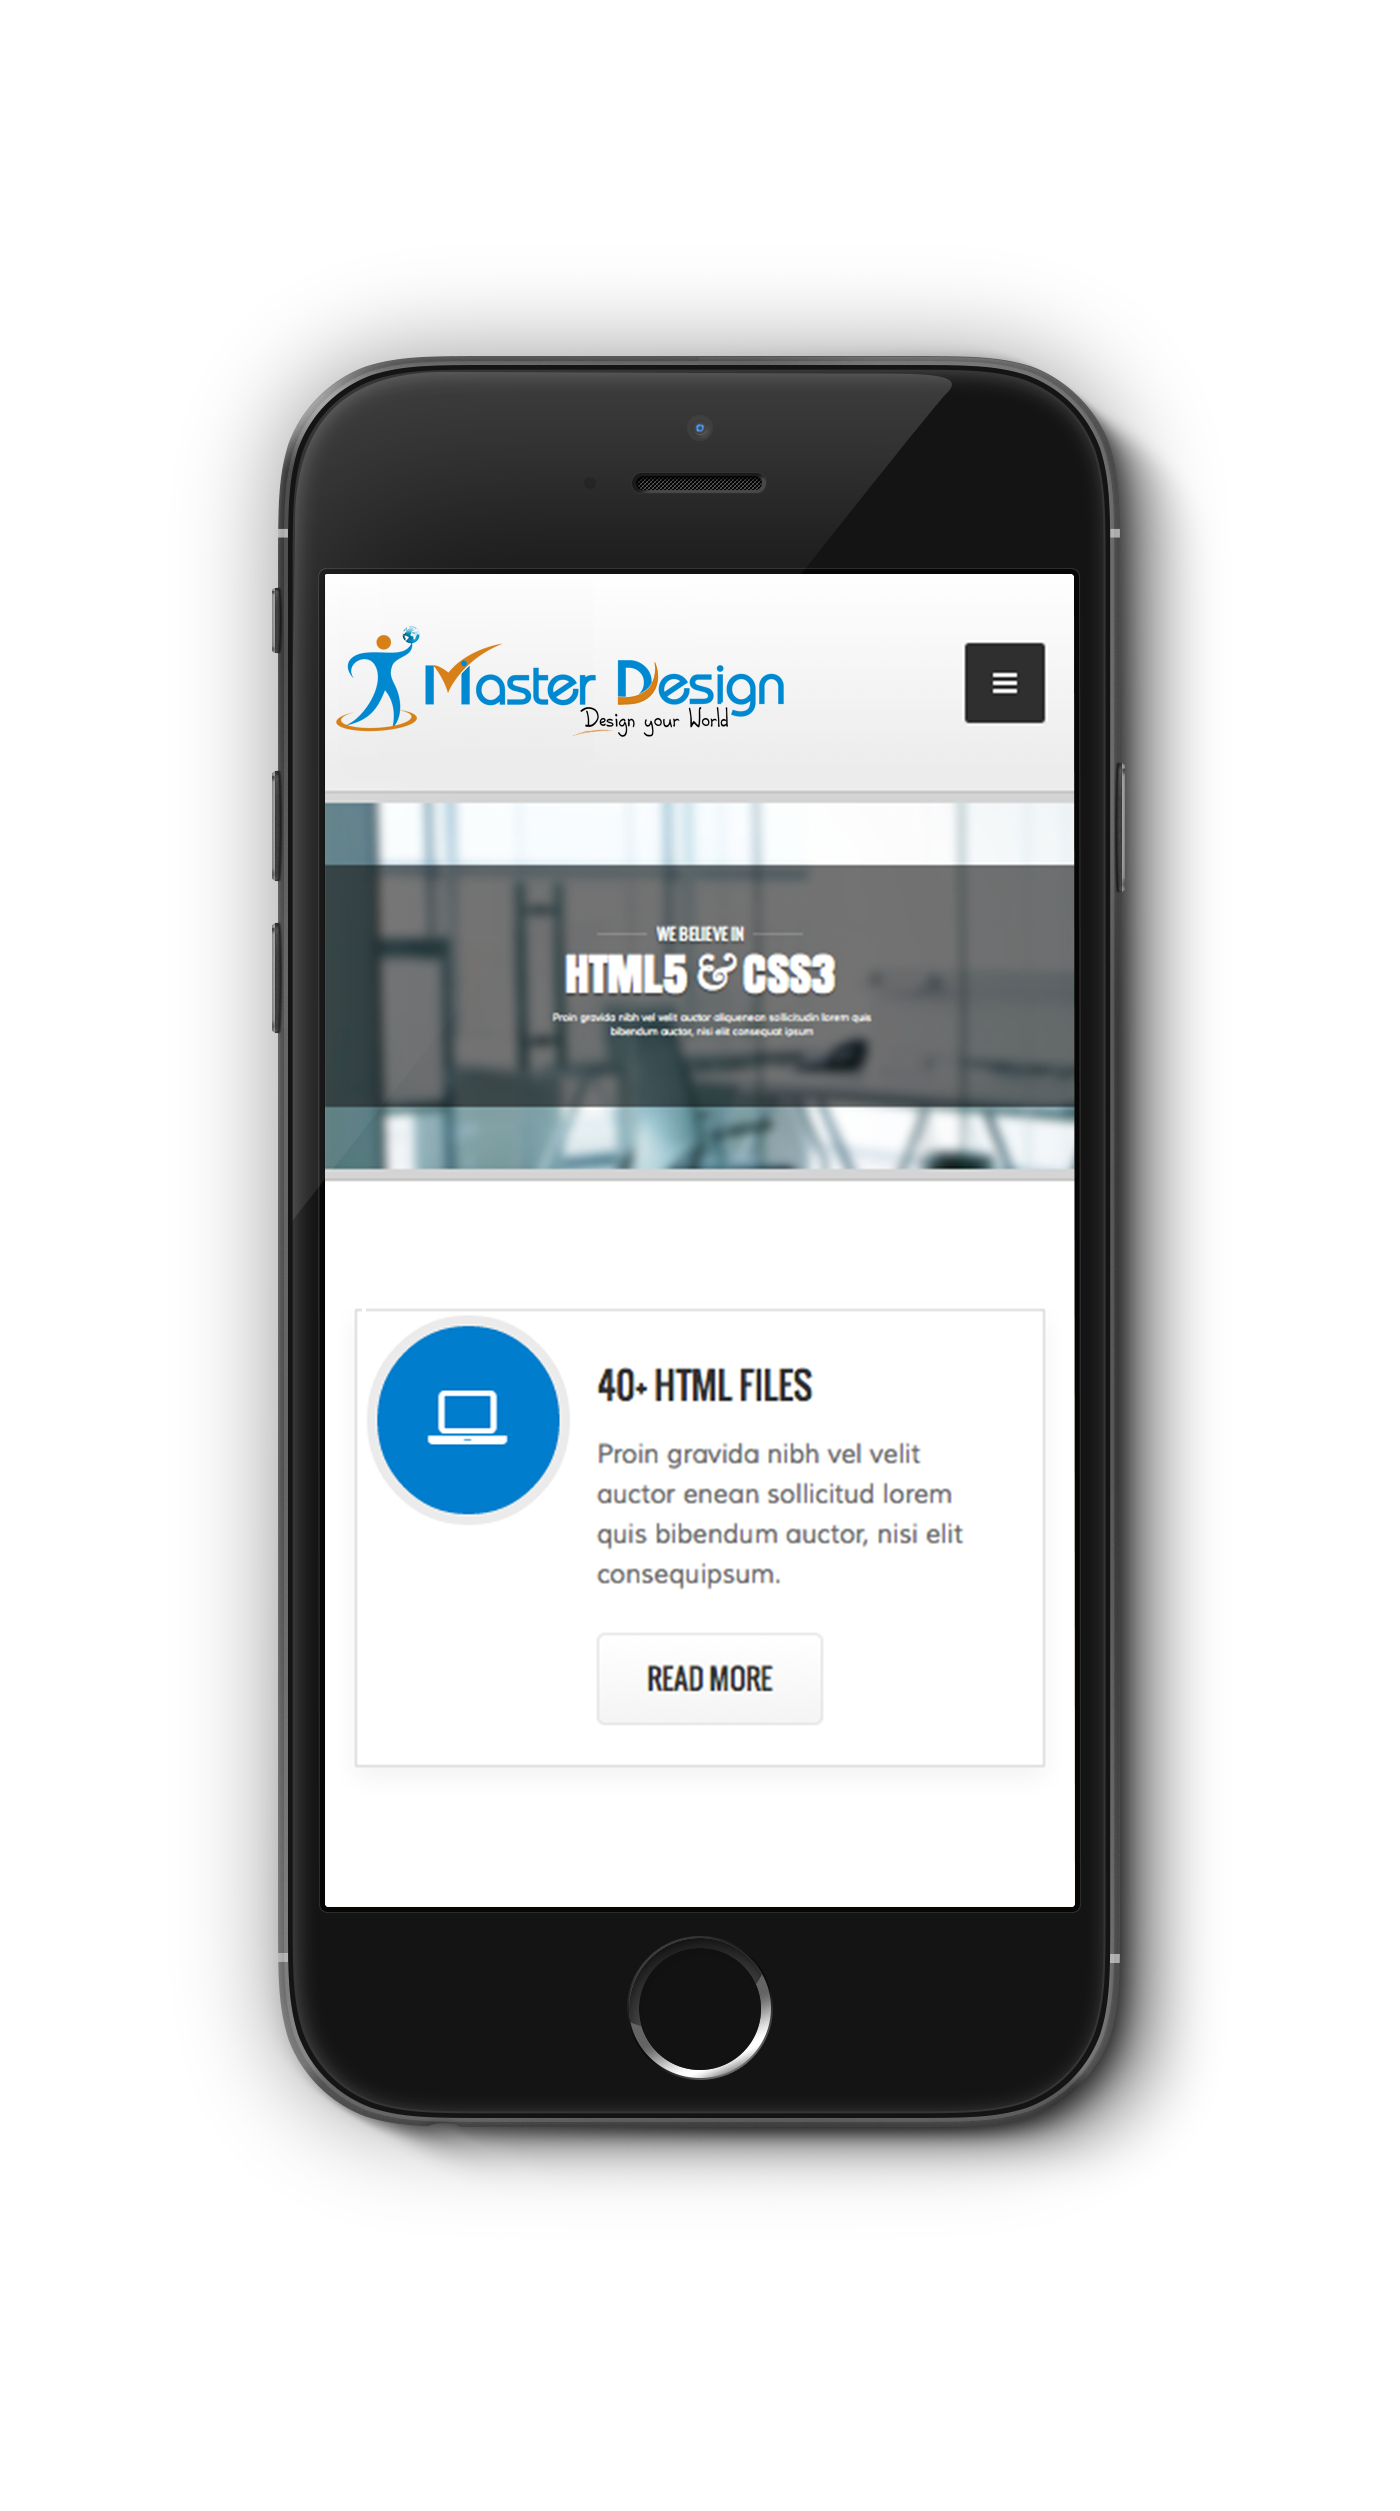 Master Design
Design your World
WE BELIEVE IN
HTML5 & CSS3
Proin gravida nibh vel velit auctor aliquenean sollicitudin lorem quis
bibendum auctor, nisi elit consequat ipsum
40+ HTML FILES
Proin gravida nibh vel velit
auctor enean sollicitud lorem
quis bibendum auctor, nisi elit
consequipsum.
READ MORE